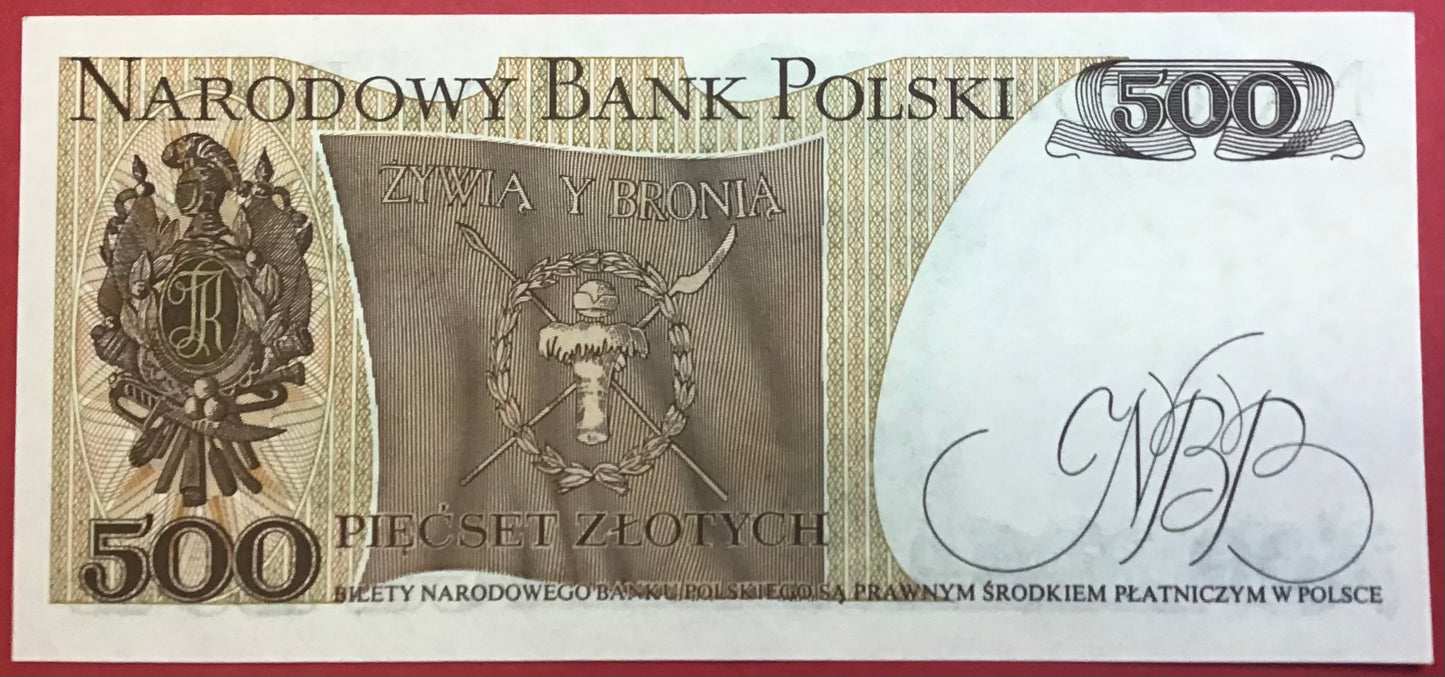 NARODOWY BANK POLSKI 500
ŻYWIĄ Y BRONIĄ
TK
NBP
500 PIĘĆSET ZŁOTYCH
BILETY NARODOWEGO BANKU POLSKIEGO SĄ PRAWNYM ŚRODKIEM PŁATNICZYM W POLSCE